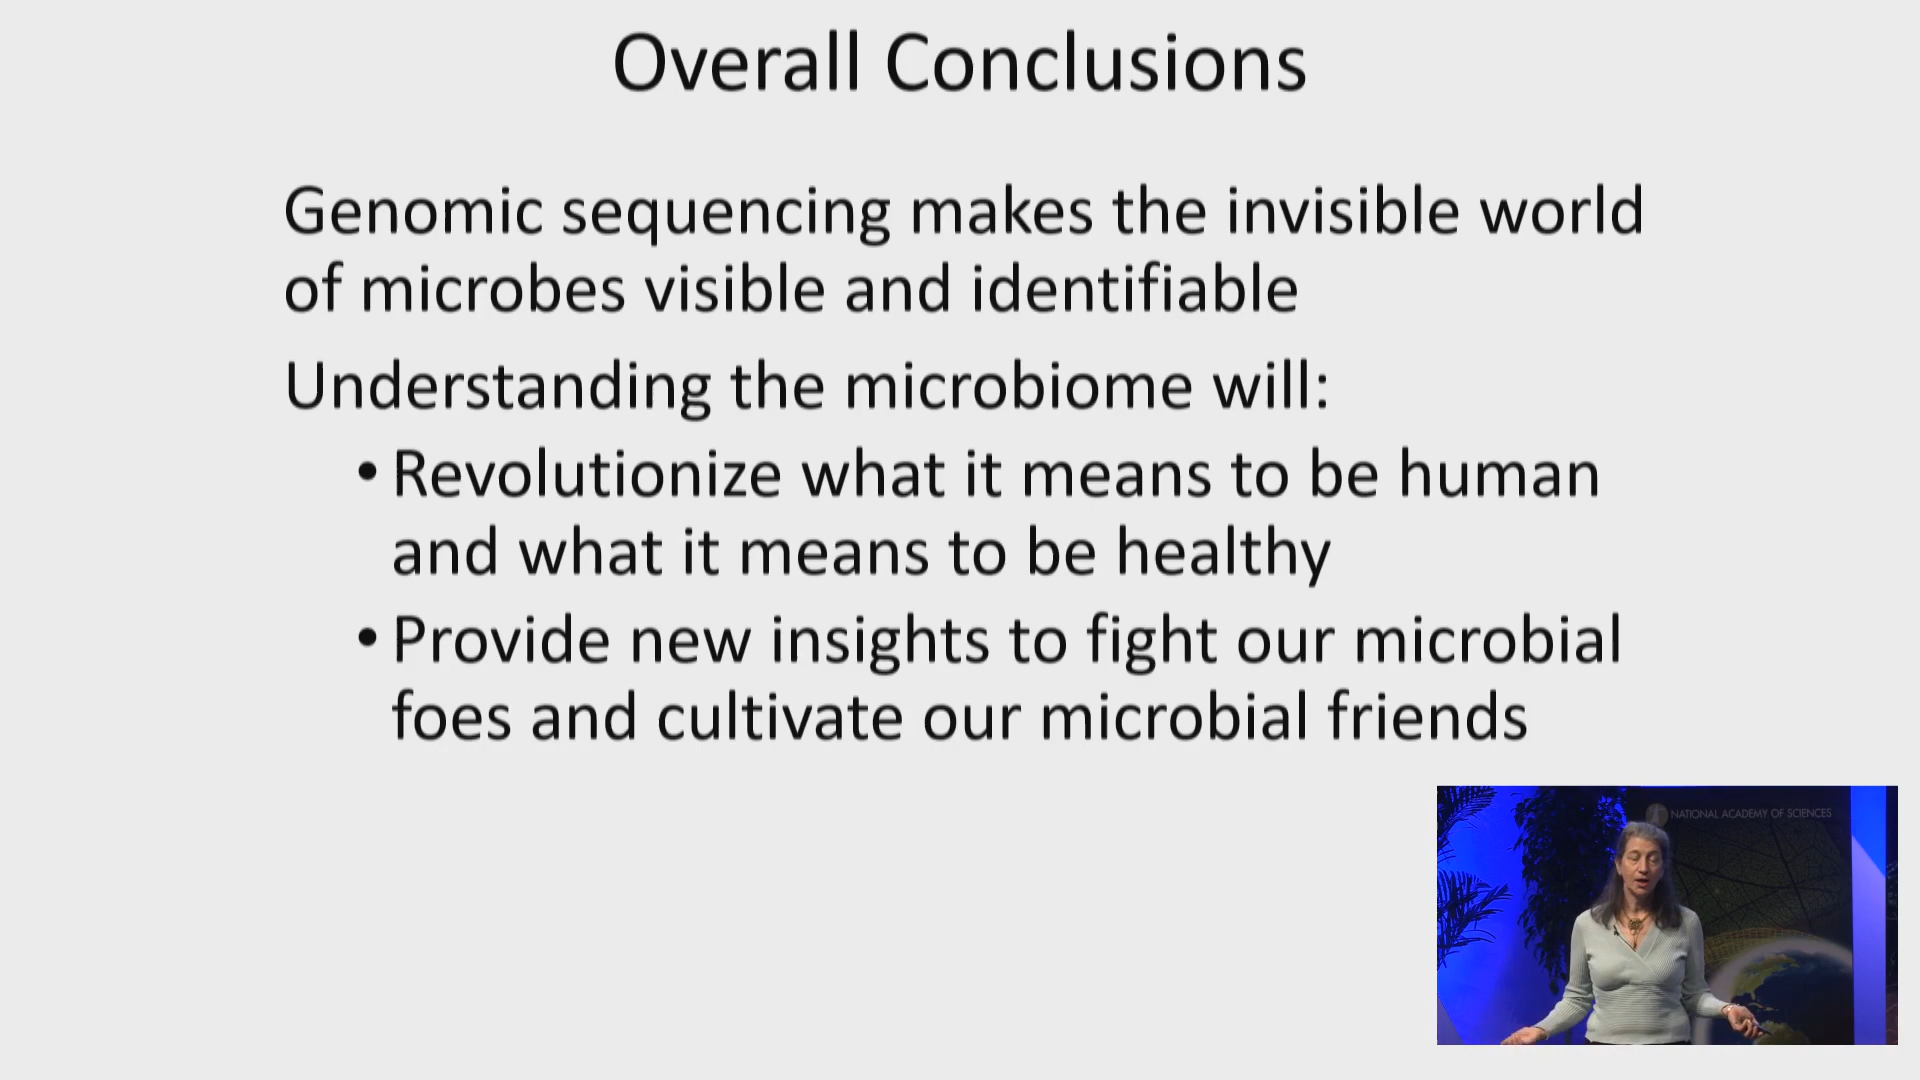 Overall Conclusions
Genomic sequencing makes the invisible world
of microbes visible and identifiable
Understanding the microbiome will:
• Revolutionize what it means to be human
and what it means to be healthy
• Provide new insights to fight our microbial
foes and cultivate our microbial friends
NATIONAL ACADEMY OF SCIENCES